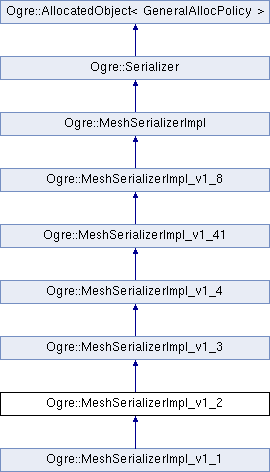 Ogre::AllocatedObject< GeneralAllocPolicy >
Ogre::Serializer
Ogre::MeshSerializerImpl
Ogre::MeshSerializerImpl_v1_8
Ogre::MeshSerializerImpl_v1_41
Ogre::MeshSerializerImpl_v1_4
Ogre::MeshSerializerImpl_v1_3
Ogre::MeshSerializerImpl_v1_2
Ogre::MeshSerializerImpl_v1_1